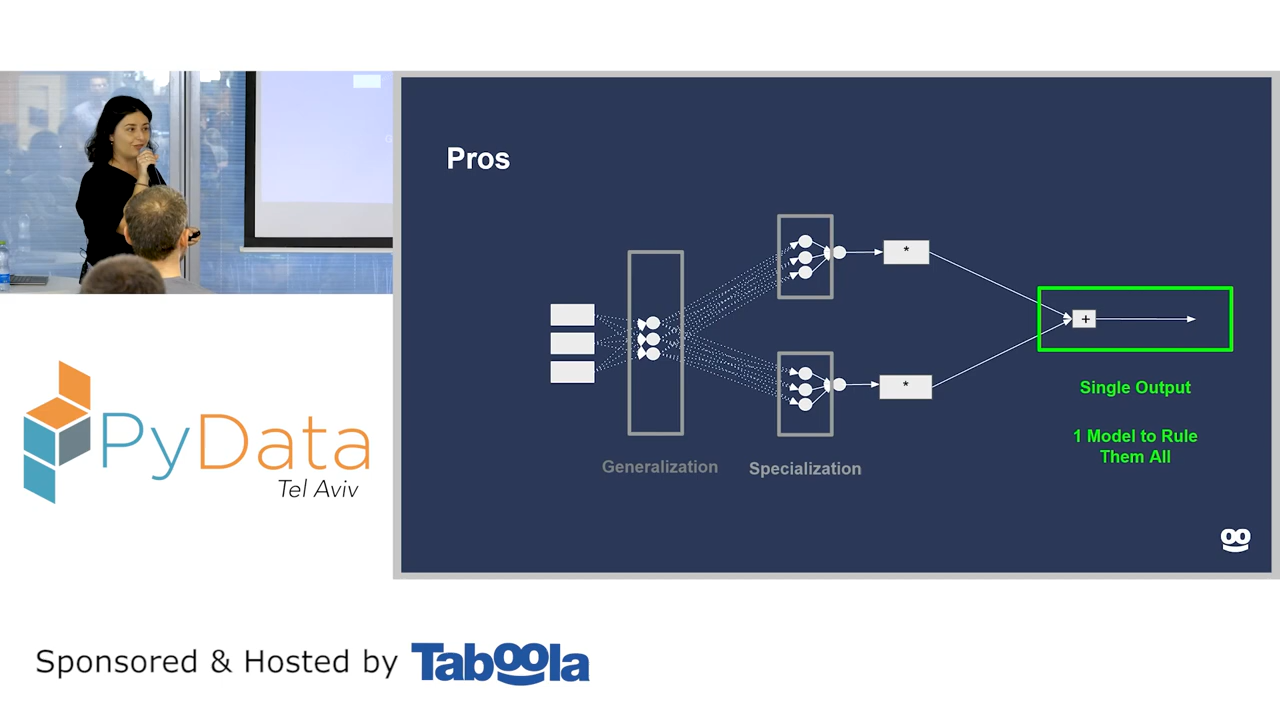 Pros
*
+
*
Single Output
1 Model to Rule
Them All
Generalization
Specialization
PyData
Tel Aviv
Sponsored & Hosted by Taboola